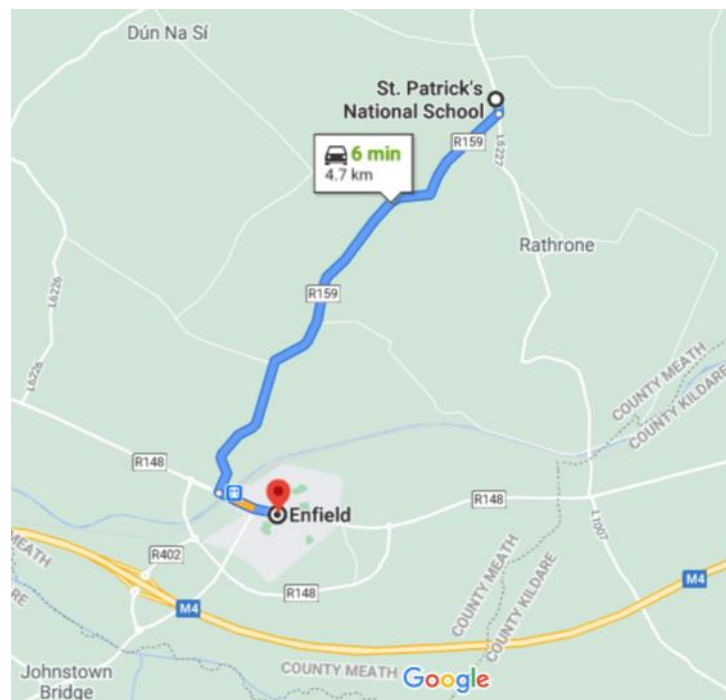 Dún Na Sí
St. Patrick's
National School
6 min
4.7 km
R159
L6227
Rathrone
L6226
R159
L6226
COUNTY MEATH
COUNTY KILDARE
R148
Enfield
R148
L1007
R402
MEATH
COUNTY MEATH
COUNTY KILDARE
M4
R148
M4
RE
Johnstown
Bridge
COUNTY MEATH
Google